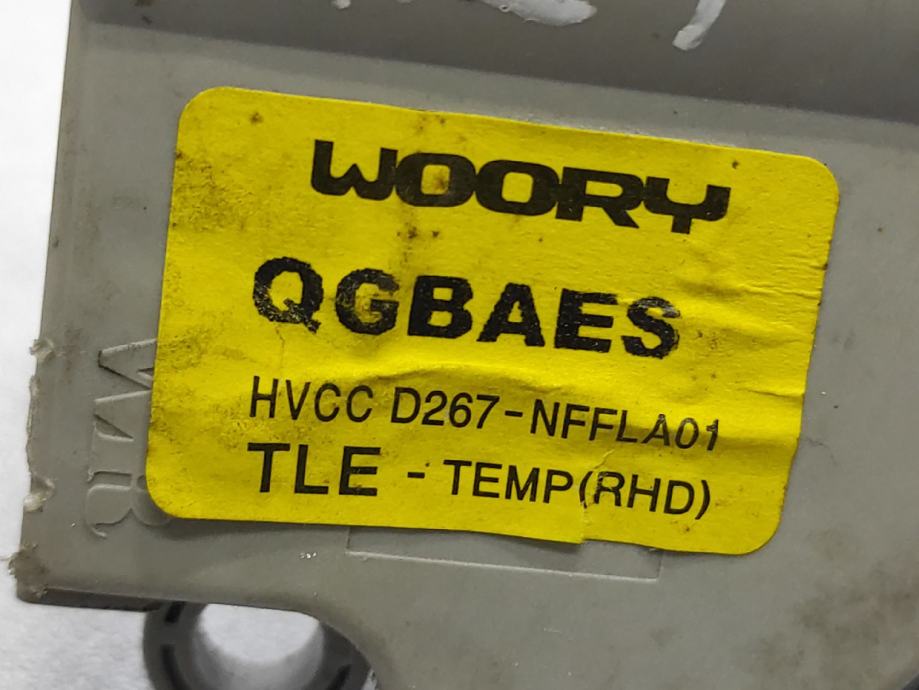 WOORY
QGBAES
HVCC D267-NFFLA01
TLE - TEMP(RHD)